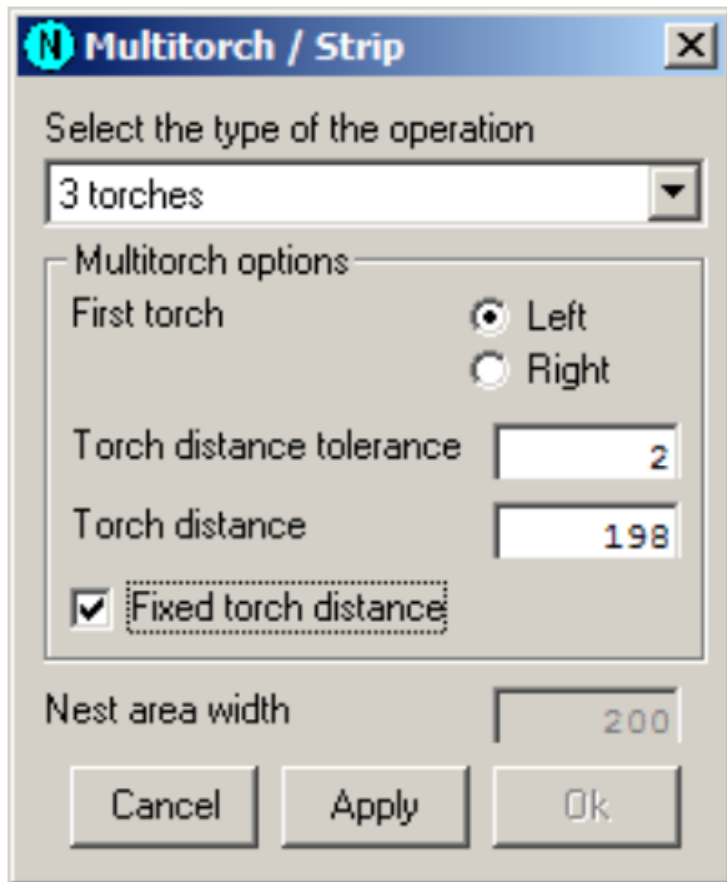 N Multitorch / Strip
Select the type of the operation
3 torches
Multitorch options
First torch Left
Right
Torch distance tolerance 2
Torch distance 198
Fixed torch distance
Nest area width 200
Cancel Apply Ok